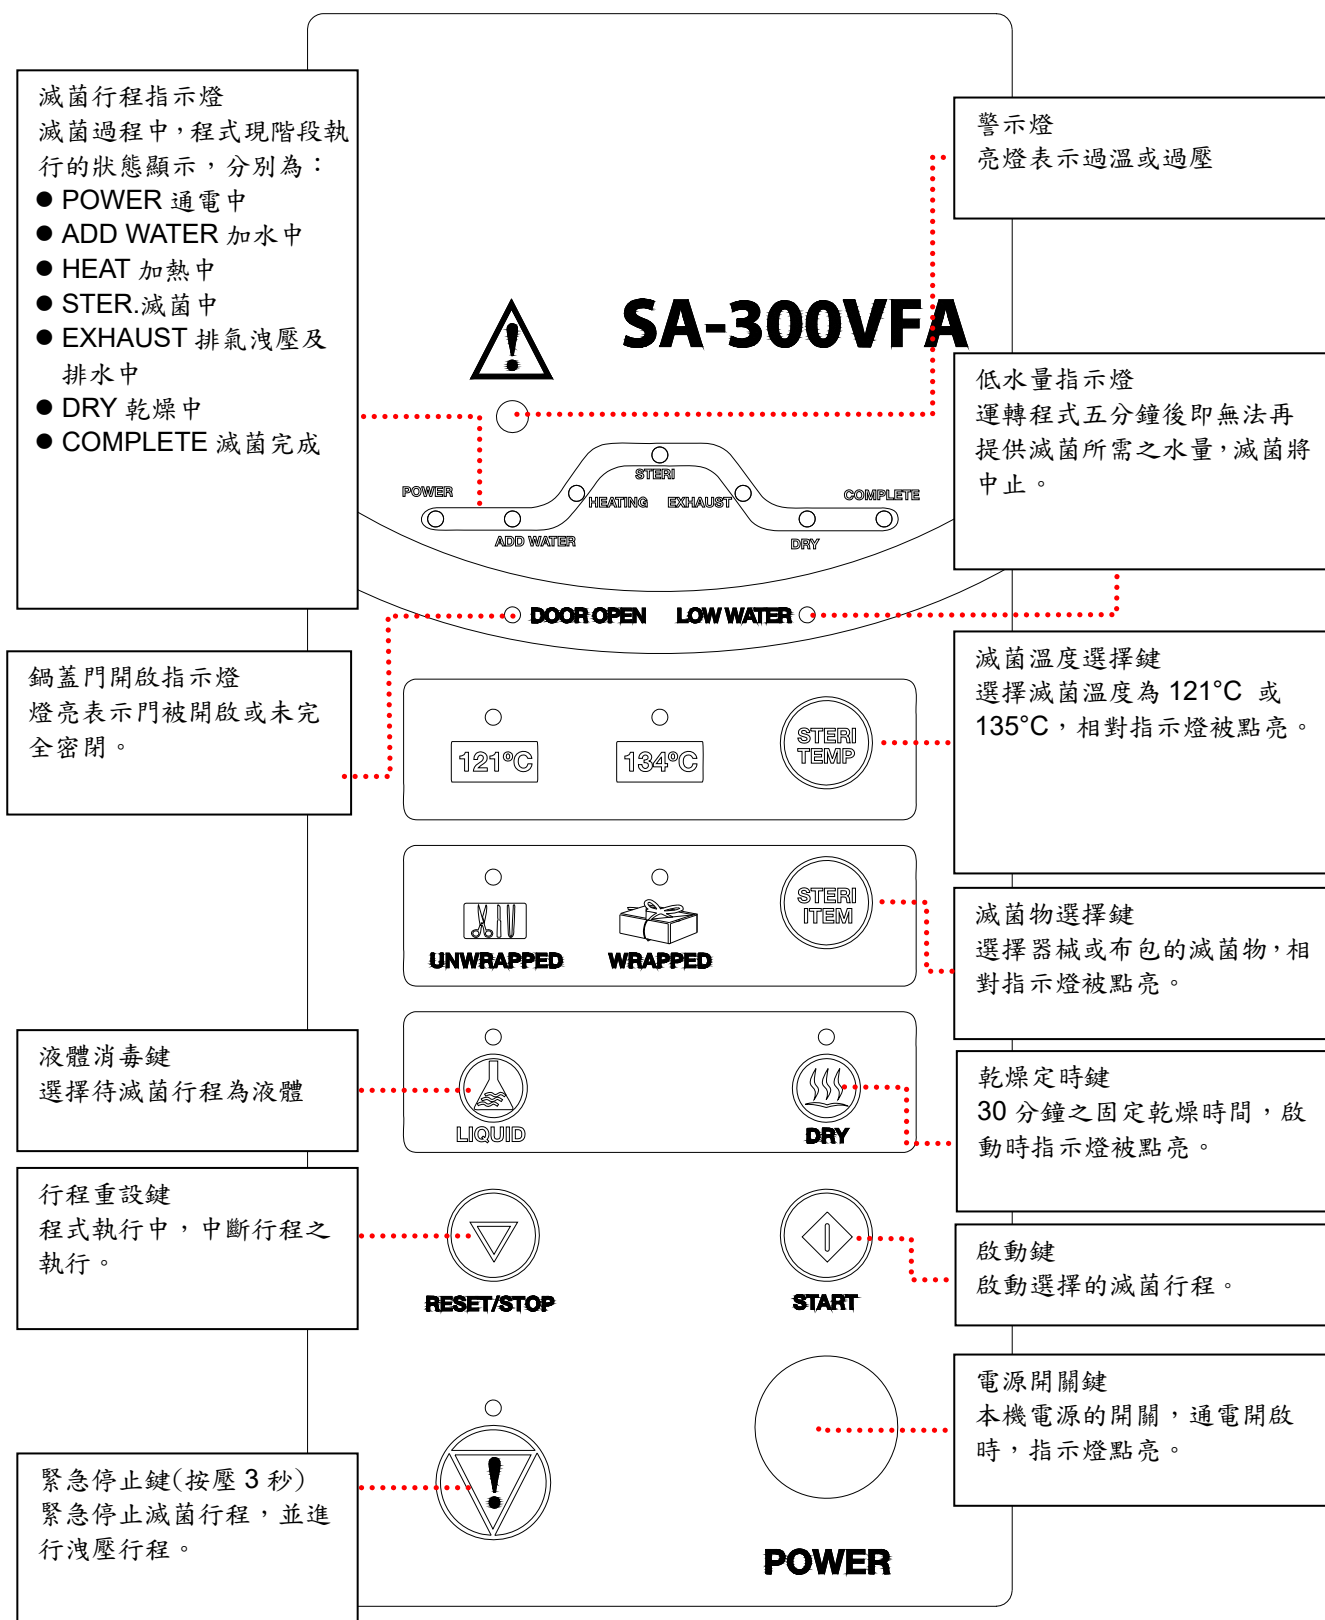 滅菌行程指示燈
滅菌過程中，程式現階段執
行的狀態顯示，分別為：
● POWER 通電中
● ADD WATER 加水中
● HEAT 加熱中
● STER.滅菌中
● EXHAUST 排氣洩壓及
排水中
● DRY 乾燥中
● COMPLETE 滅菌完成
警示燈
亮燈表示過溫或過壓
SA-300VFA
低水量指示燈
運轉程式五分鐘後即無法再
提供滅菌所需之水量，滅菌將
中止。
STERI
POWER
HEATING
EXHAUST
COMPLETE
ADD WATER
DRY
DOOR OPEN
LOW WATER
鍋蓋門開啟指示燈
燈亮表示門被開啟或未完
全密閉。
滅菌溫度選擇鍵
選擇滅菌溫度為 121°C 或
135°C，相對指示燈被點亮。
121ºC
134ºC
STERI
TEMP
滅菌物選擇鍵
選擇器械或布包的滅菌物，相
對指示燈被點亮。
STERI
ITEM
UNWRAPPED
WRAPPED
液體消毒鍵
選擇待滅菌行程為液體
LIQUID
DRY
乾燥定時鍵
30 分鐘之固定乾燥時間，啟
動時指示燈被點亮。
行程重設鍵
程式執行中，中斷行程之
執行。
RESET/STOP
START
啟動鍵
啟動選擇的滅菌行程。
電源開關鍵
本機電源的開關，通電開啟
時，指示燈點亮。
緊急停止鍵(按壓 3 秒)
緊急停止滅菌行程，並進
行洩壓行程。
POWER